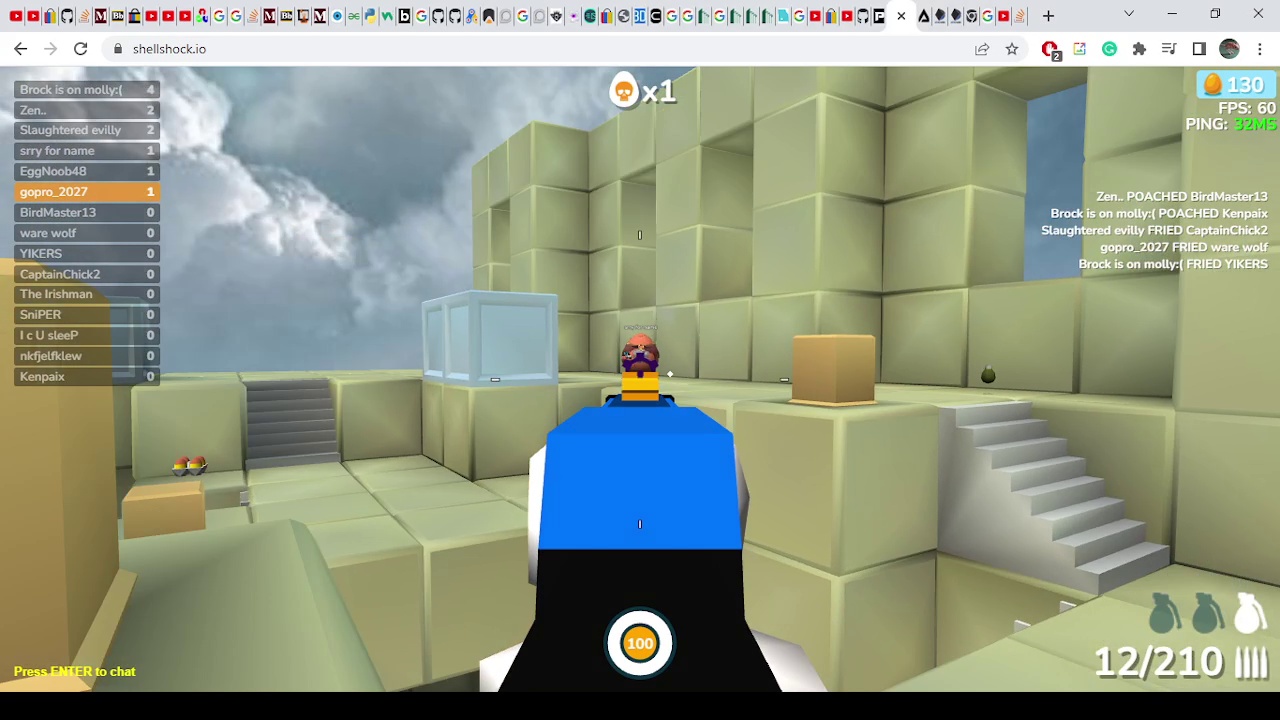 shellshock.io
2
Brock is on molly:( 4
Zen.. 2
Slaughtered evilly 2
srry for name 1
EggNoob48 1
gopro_2027 1
BirdMaster13 0
ware wolf 0
YIKERS 0
CaptainChick2 0
The Irishman 0
SniPER 0
I c U sleeP 0
nkfjelfklew 0
Kenpaix 0
x1
130
FPS: 60
PING: 32MS
Zen.. POACHED BirdMaster13
Brock is on molly:( POACHED Kenpaix
Slaughtered evilly FRIED CaptainChick2
gopro_2027 FRIED ware wolf
Brock is on molly:( FRIED YIKERS
100
12/210
Press ENTER to chat